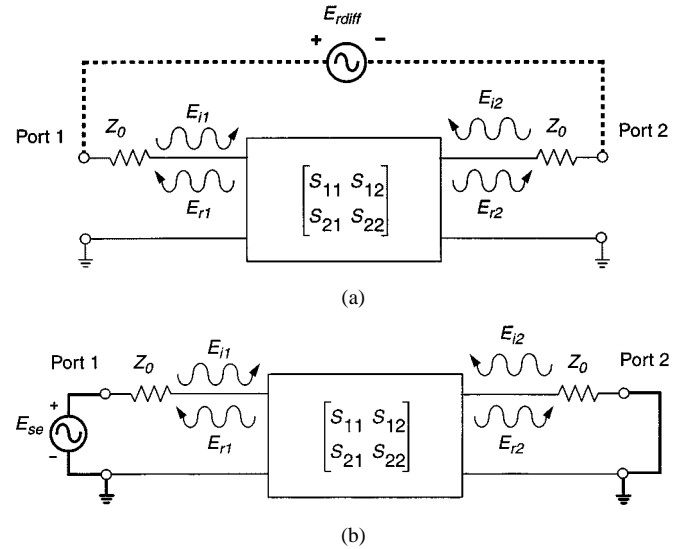 E_rdiff
+ −
E_i1 E_i2
Port 1 Z_0 Z_0 Port 2
S_11 S_12
S_21 S_22
E_r1 E_r2
(a)
E_i1 E_i2
Port 1 Z_0 Z_0 Port 2
+
E_se
−
S_11 S_12
S_21 S_22
E_r1 E_r2
(b)